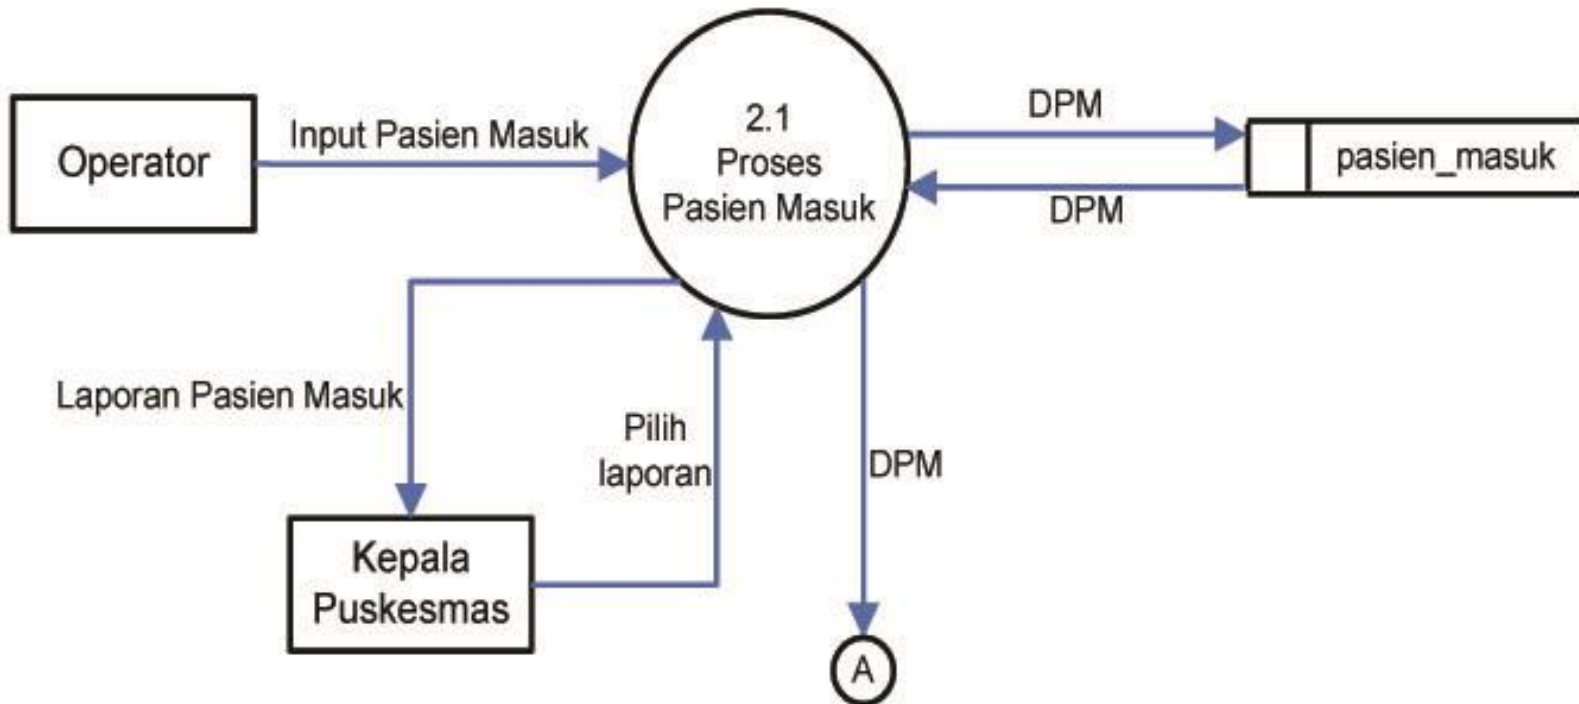 Operator
Input Pasien Masuk
2.1
Proses
Pasien Masuk
DPM
pasien_masuk
DPM
Laporan Pasien Masuk
Pilih
laporan
DPM
Kepala
Puskesmas
A